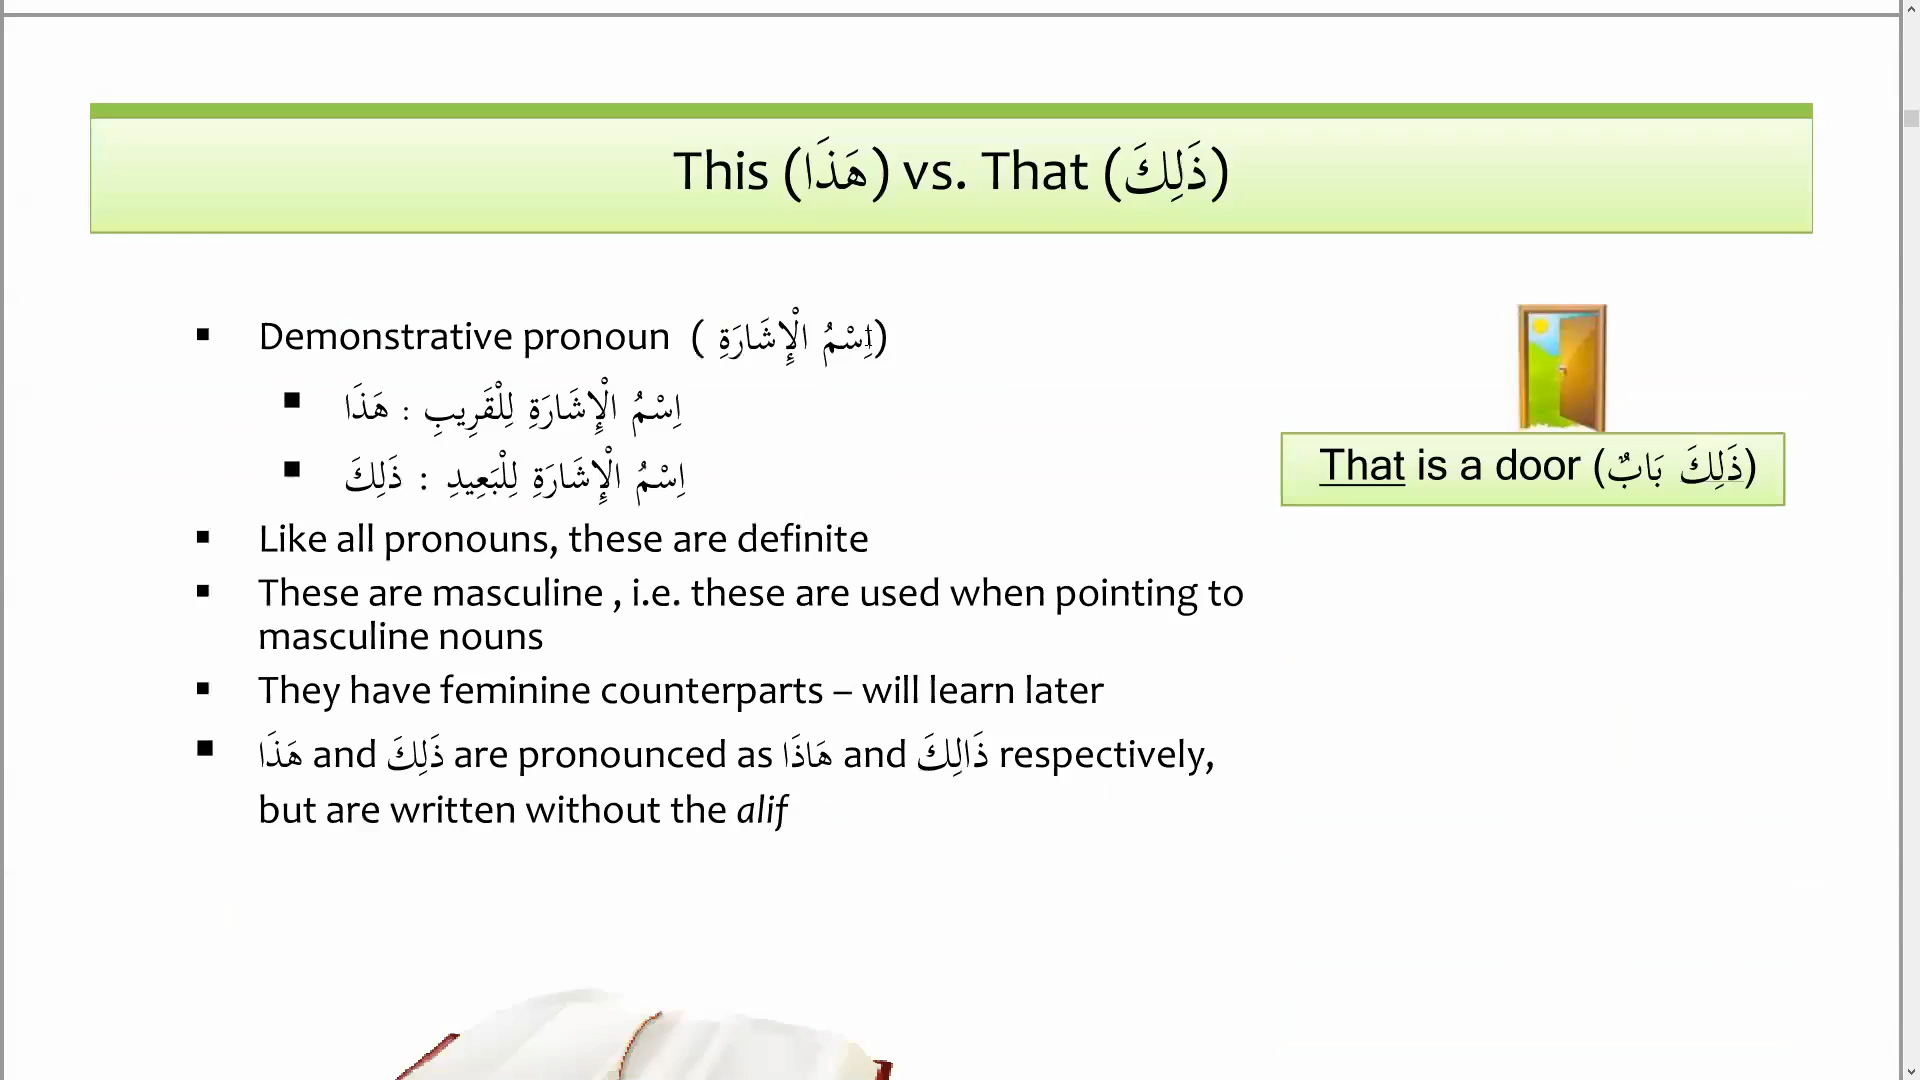 This (هَذَا) vs. That (ذَلِكَ)
▪ Demonstrative pronoun (اِسْمُ الْإِشَارَةِ )
▪ اِسْمُ الْإِشَارَةِ لِلْقَرِيبِ : هَذَا
▪ اِسْمُ الْإِشَارَةِ لِلْبَعِيدِ : ذَلِكَ
▪ Like all pronouns, these are definite
▪ These are masculine , i.e. these are used when pointing to
masculine nouns
▪ They have feminine counterparts – will learn later
▪ هَذَا and ذَلِكَ are pronounced as هَاذَا and ذَالِكَ respectively,
but are written without the alif
That is a door (ذَلِكَ بَابٌ)